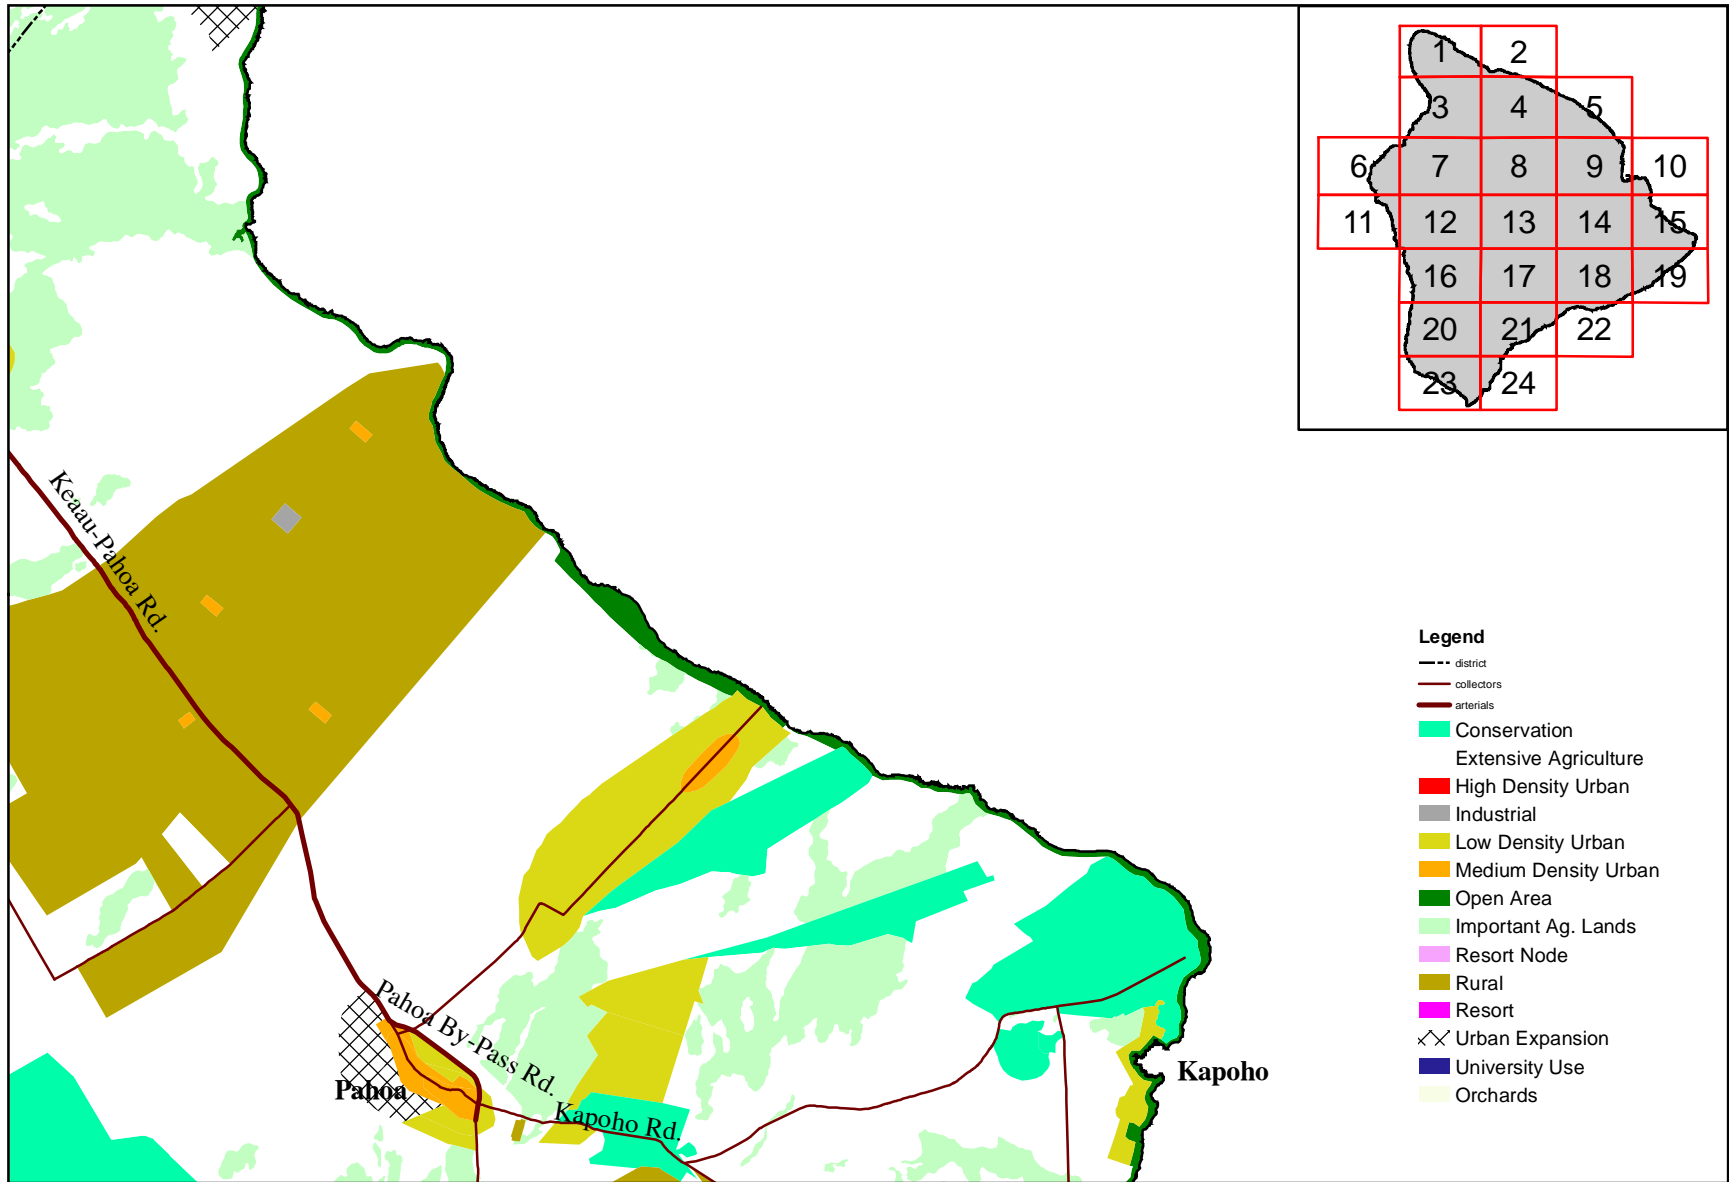 1 2
3 4 5
6 7 8 9 10
11 12 13 14 15
16 17 18 19
20 21 22
23 24
Keaau-Pahoa Rd.
Pahoa By-Pass Rd.
Pahoa
Kapoho Rd.
Kapoho
Legend
district
collectors
arterials
Conservation
Extensive Agriculture
High Density Urban
Industrial
Low Density Urban
Medium Density Urban
Open Area
Important Ag. Lands
Resort Node
Rural
Resort
Urban Expansion
University Use
Orchards